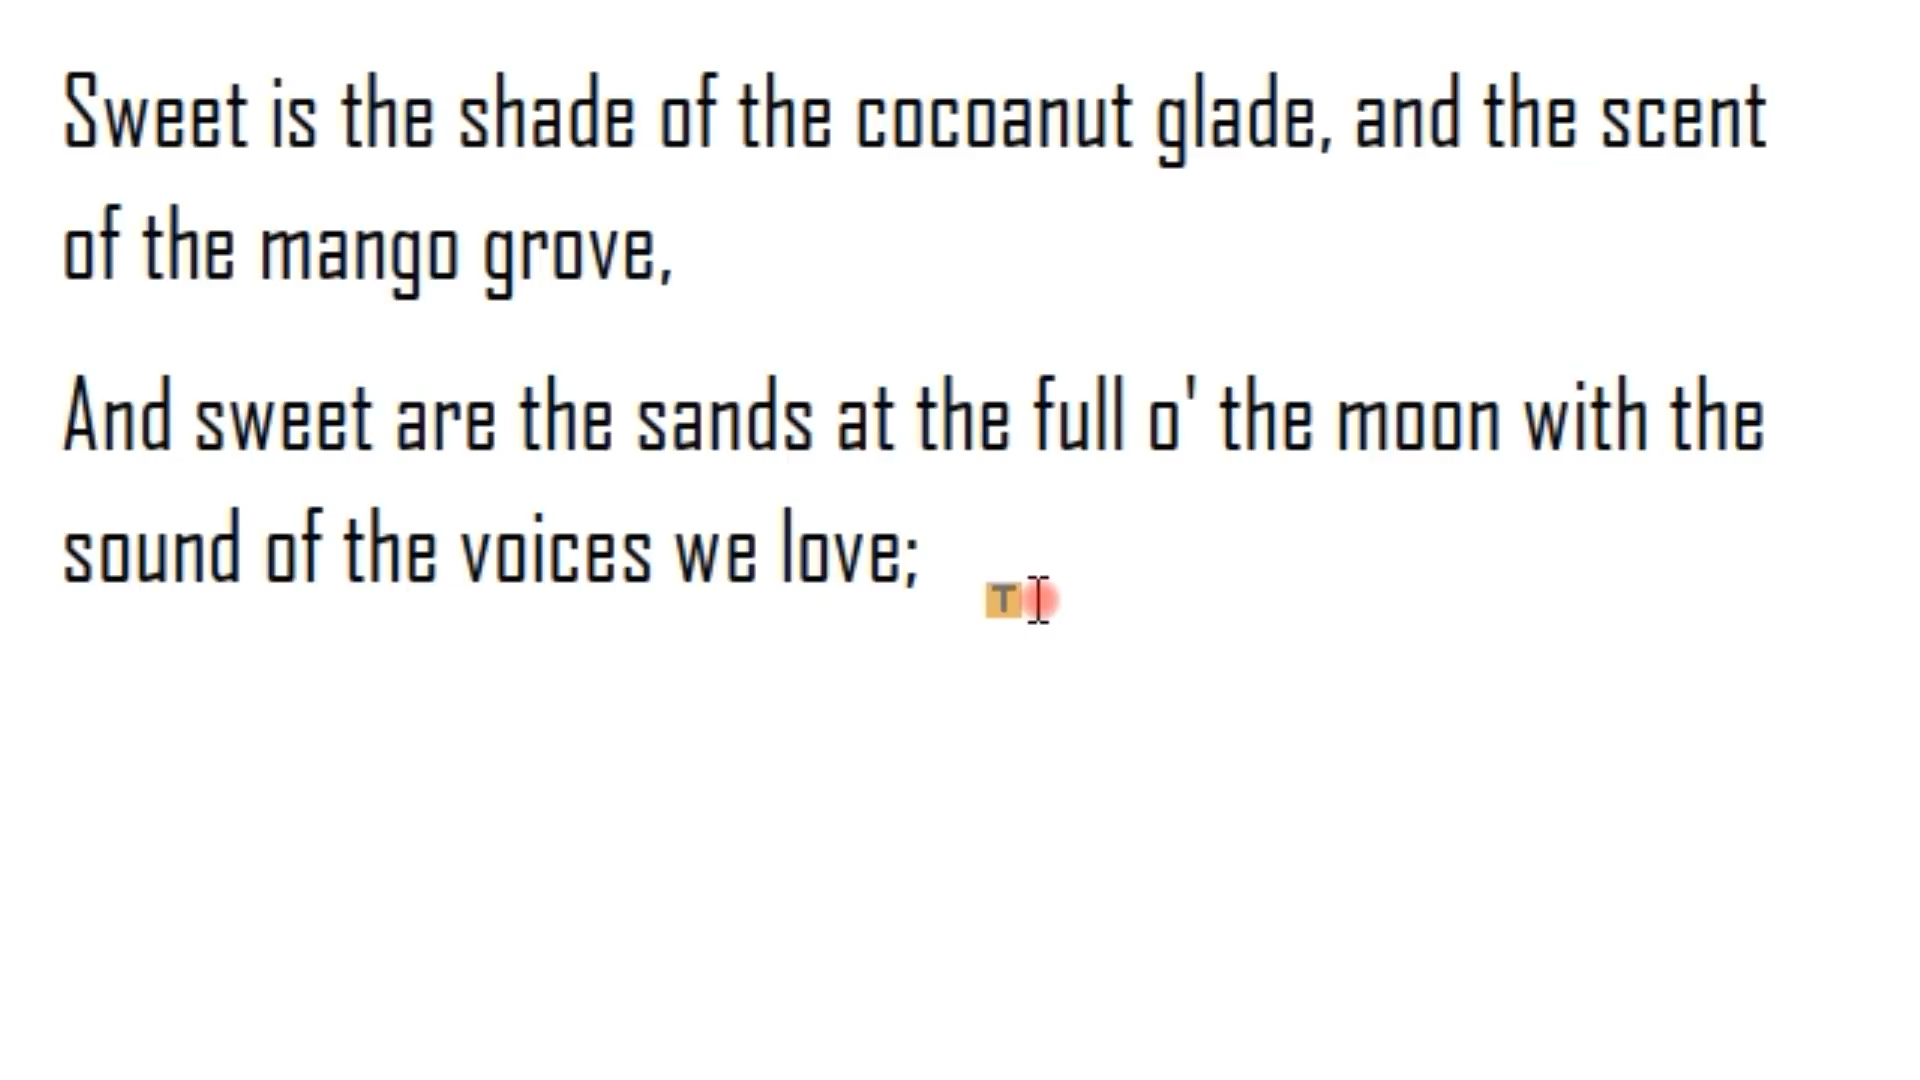 Sweet is the shade of the cocoanut glade, and the scent
of the mango grove,
And sweet are the sands at the full o' the moon with the
sound of the voices we love;
T